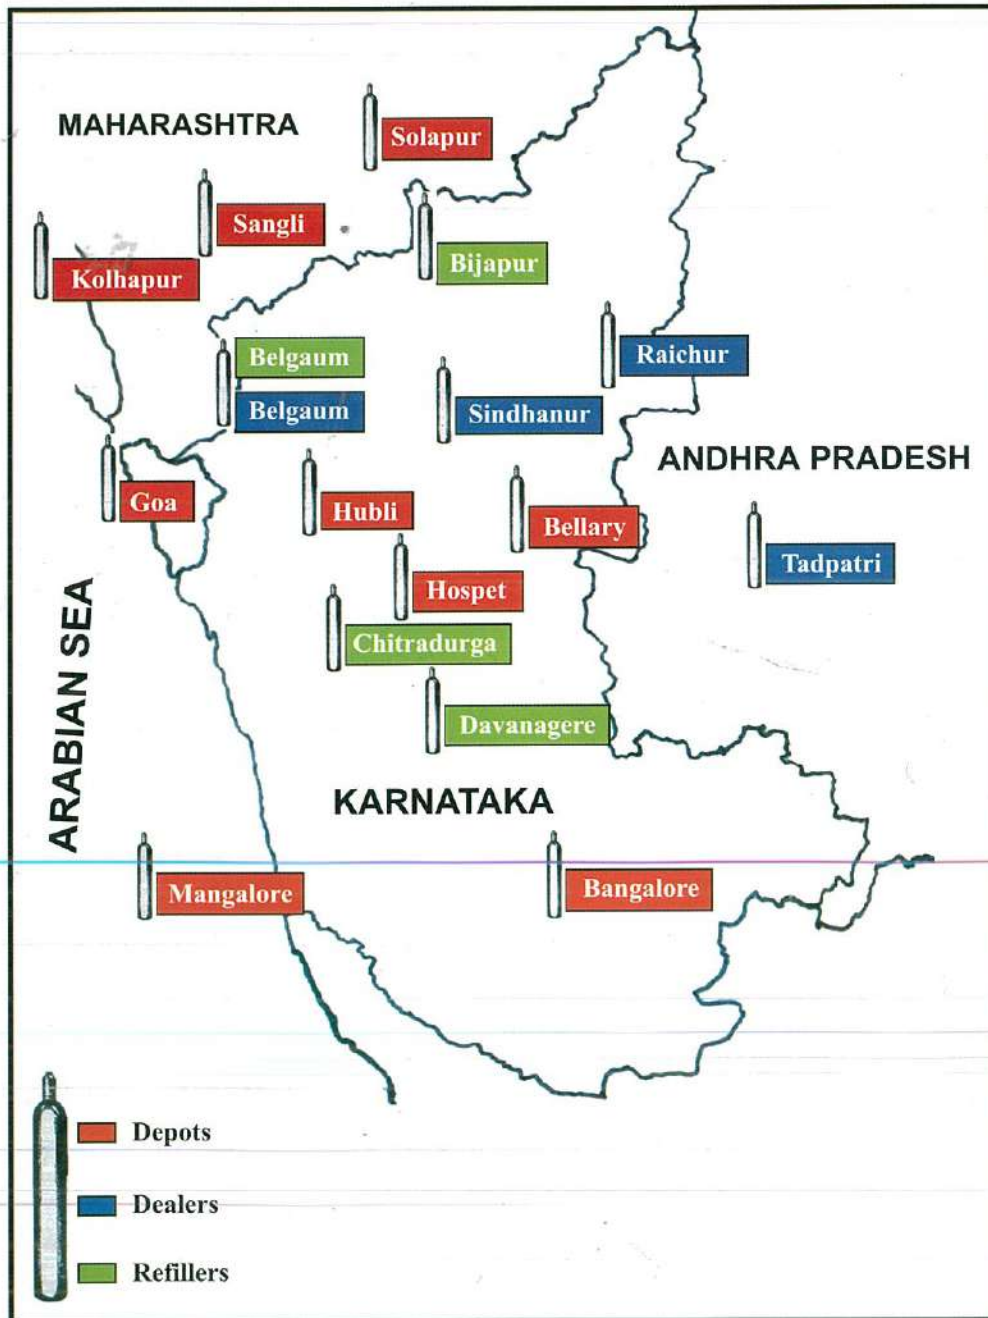 MAHARASHTRA
Solapur
Sangli
Kolhapur
Bijapur
Belgaum
Belgaum
Raichur
Sindhanur
ANDHRA PRADESH
Goa
Hubli
Bellary
Tadpatri
Hospet
Chitradurga
ARABIAN SEA
Davanagere
KARNATAKA
Mangalore
Bangalore
Depots
Dealers
Refillers